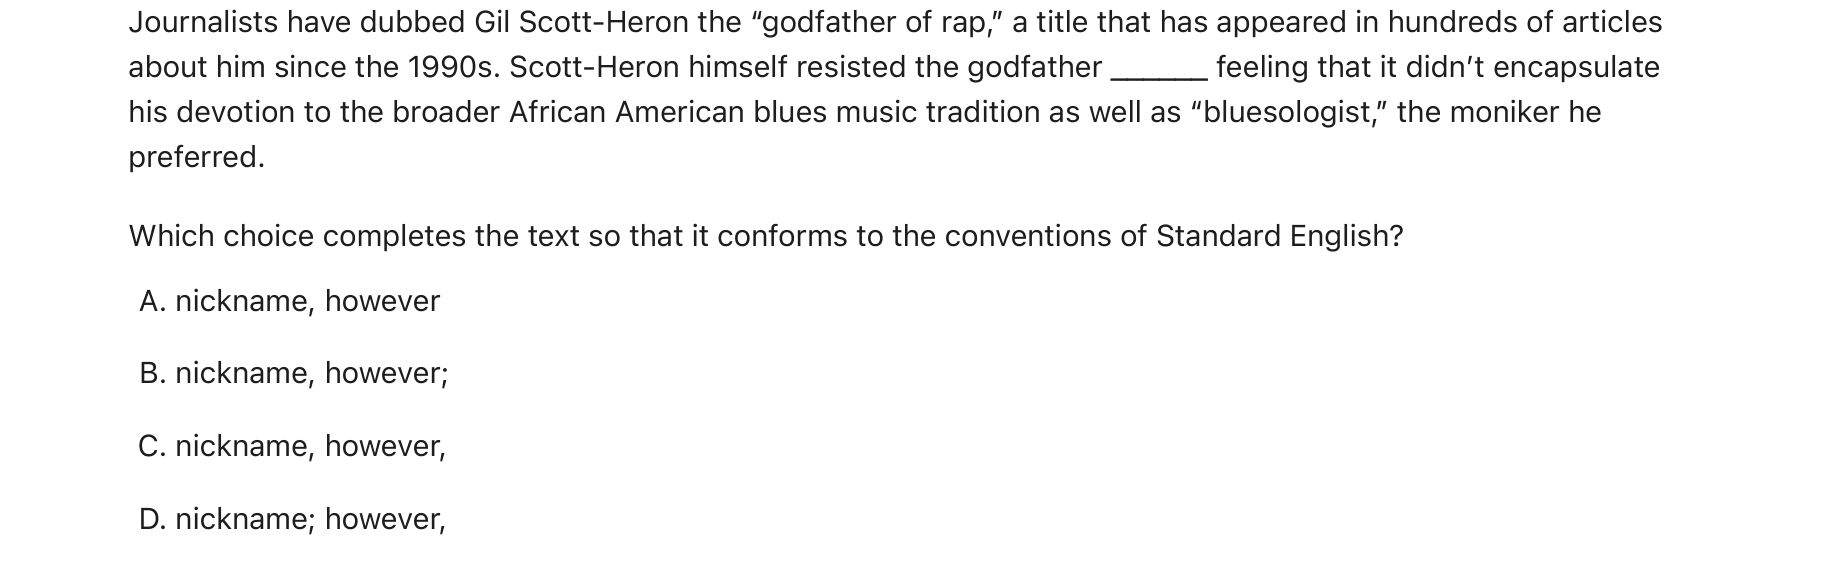 Journalists have dubbed Gil Scott-Heron the “godfather of rap,” a title that has appeared in hundreds of articles
about him since the 1990s. Scott-Heron himself resisted the godfather ______ feeling that it didn’t encapsulate
his devotion to the broader African American blues music tradition as well as “bluesologist,” the moniker he
preferred.
Which choice completes the text so that it conforms to the conventions of Standard English?
A. nickname, however
B. nickname, however;
C. nickname, however,
D. nickname; however,